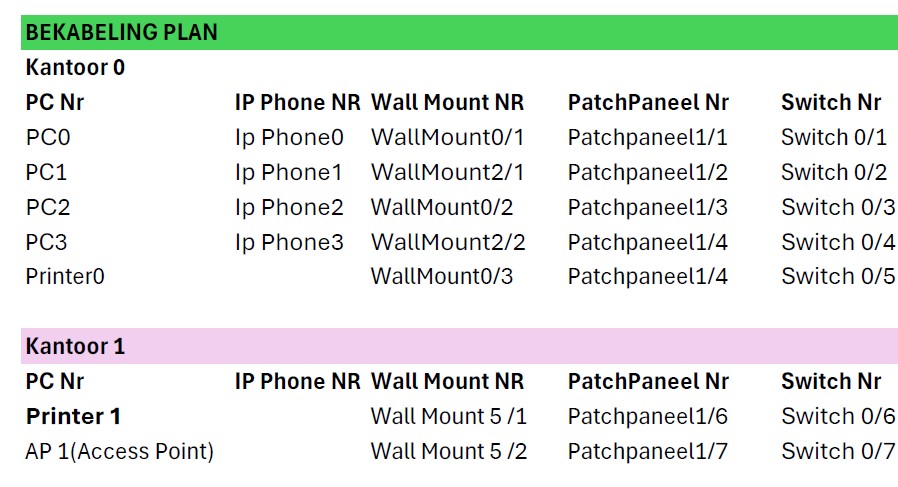 BEKABELING PLAN
Kantoor 0
PC Nr IP Phone NR Wall Mount NR PatchPaneel Nr Switch Nr
PC0 Ip Phone0 WallMount0/1 Patchpaneel1/1 Switch 0/1
PC1 Ip Phone1 WallMount2/1 Patchpaneel1/2 Switch 0/2
PC2 Ip Phone2 WallMount0/2 Patchpaneel1/3 Switch 0/3
PC3 Ip Phone3 WallMount2/2 Patchpaneel1/4 Switch 0/4
Printer0 WallMount0/3 Patchpaneel1/4 Switch 0/5
Kantoor 1
PC Nr IP Phone NR Wall Mount NR PatchPaneel Nr Switch Nr
Printer 1 Wall Mount 5 /1 Patchpaneel1/6 Switch 0/6
AP 1(Access Point) Wall Mount 5 /2 Patchpaneel1/7 Switch 0/7